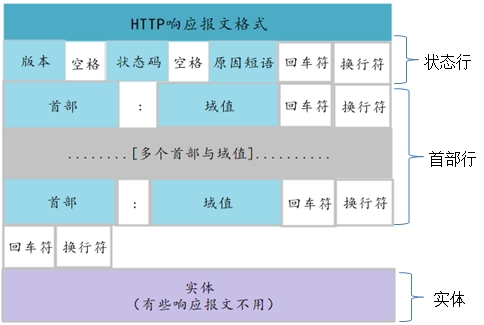 HTTP响应报文格式
版本 空格 状态码 空格 原因短语 回车符 换行符 状态行
首部 : 域值 回车符 换行符
........[多个首部与域值].......... 首部行
首部 : 域值 回车符 换行符
回车符 换行符
实体
(有些响应报文不用) 实体